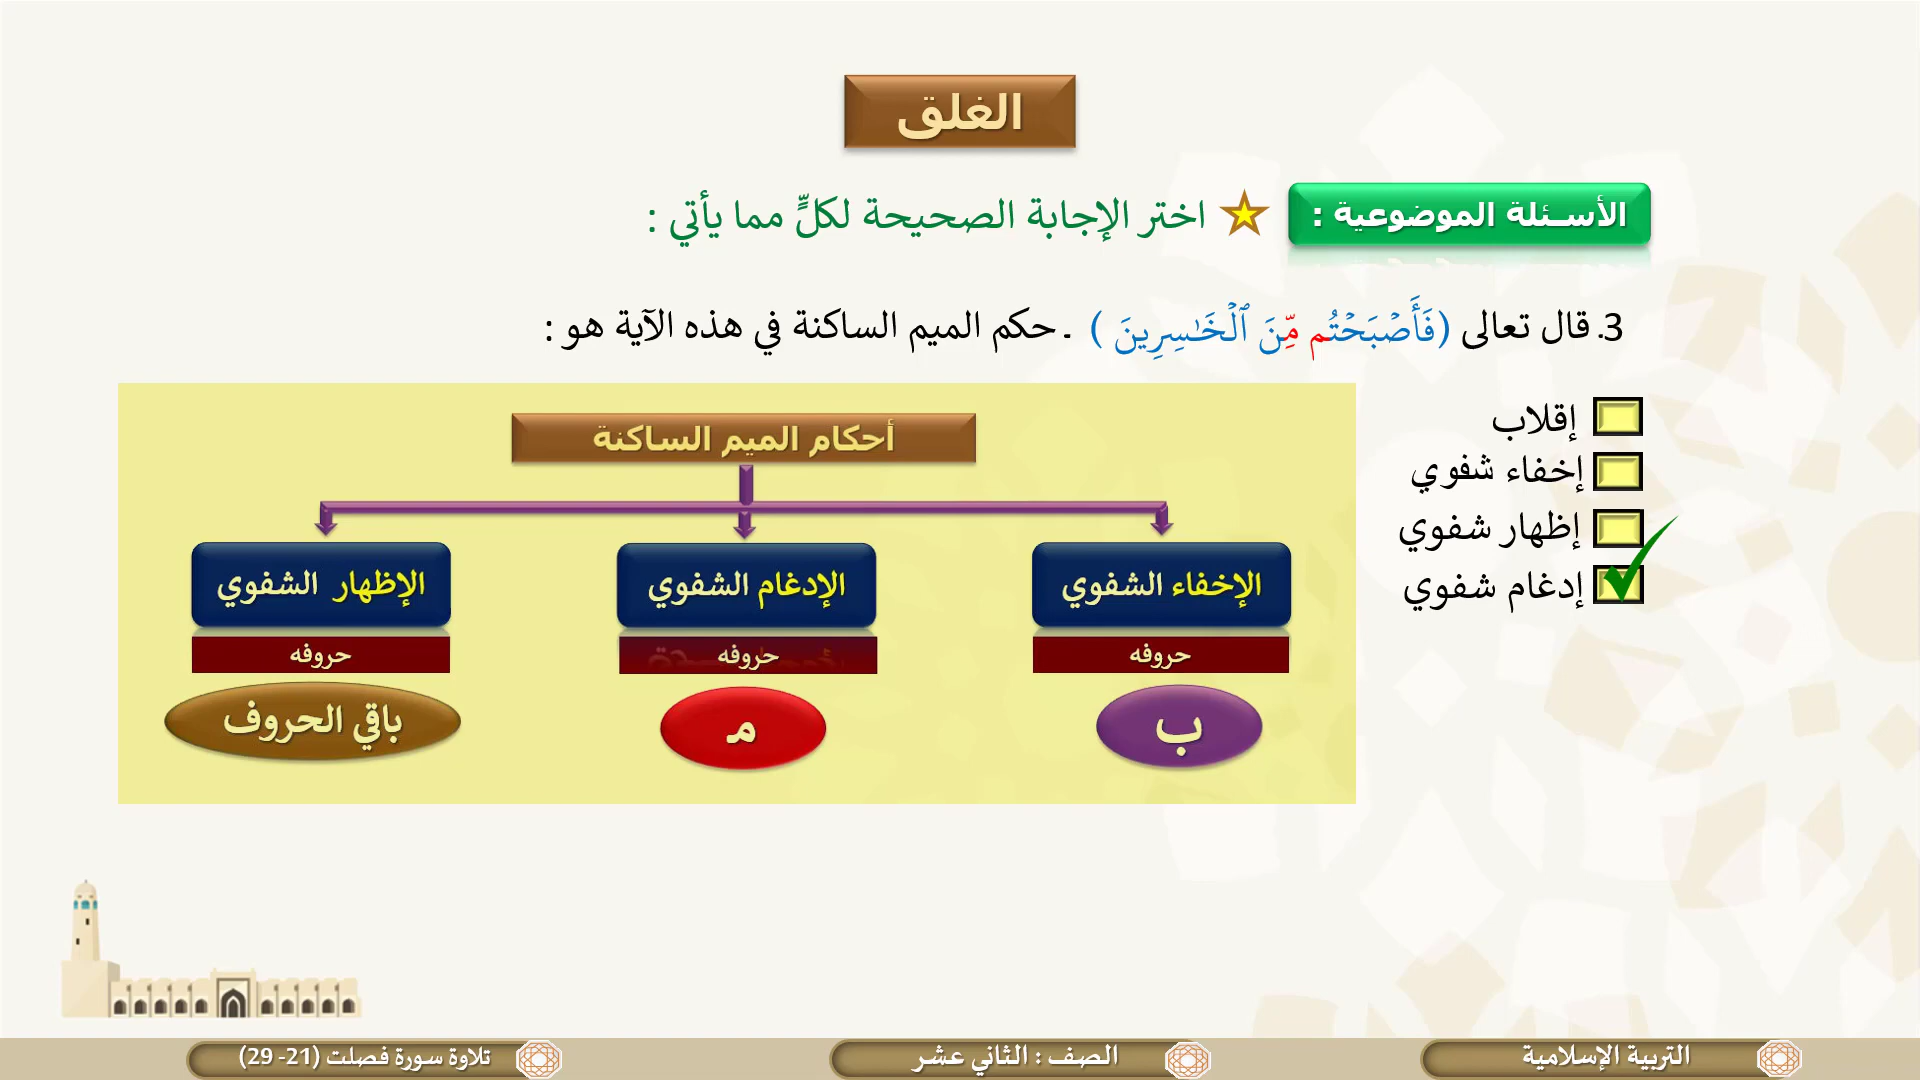 الغلق
الأسـئلة الموضوعية :
اختر الإجابة الصحيحة لكلٍّ مما يأتي :
3. قال تعالى (فَأَصۡبَحۡتُم مِّنَ ٱلۡخَٰسِرِينَ ) . حكم الميم الساكنة في هذه الآية هو :
إقلاب
إخفاء شفوي
إظهار شفوي
إدغام شفوي
أحكام الميم الساكنة
الإخفاء الشفوي
الإدغام الشفوي
الإظهار الشفوي
حروفه
حروفه
حروفه
ب
مـ
باقي الحروف
التربية الإسلامية
الصف : الثاني عشر
تلاوة سورة فصلت (21- 29)